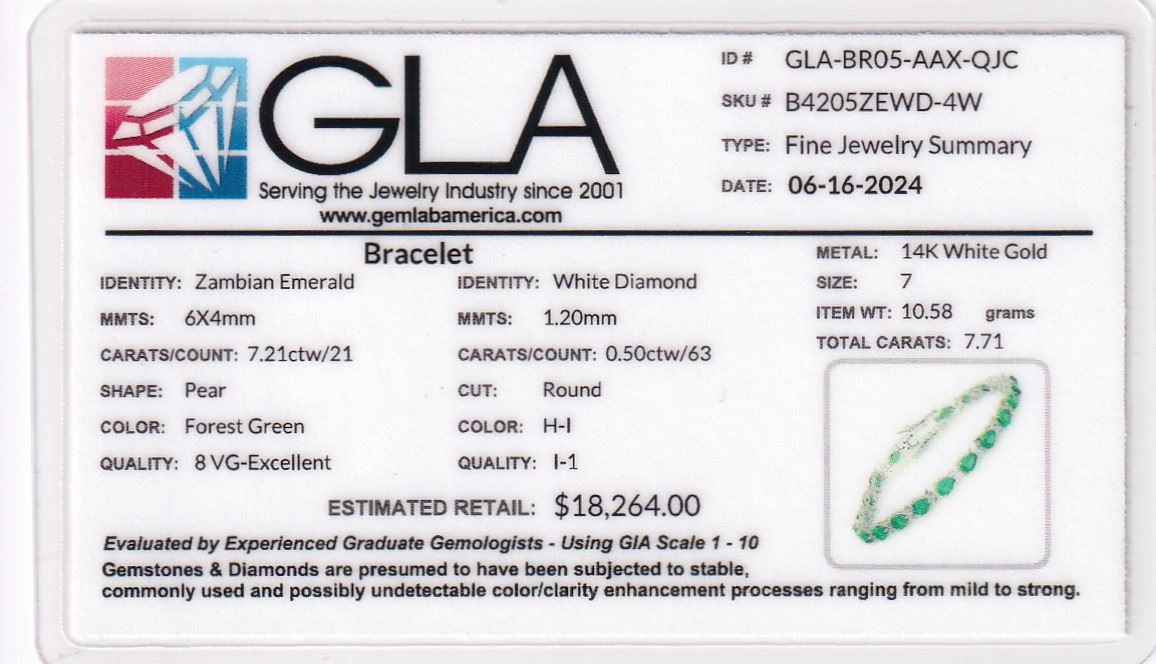 GLA
Serving the Jewelry Industry since 2001
www.gemlabamerica.com
ID # GLA-BR05-AAX-QJC
SKU # B4205ZEWD-4W
TYPE: Fine Jewelry Summary
DATE: 06-16-2024
Bracelet
IDENTITY: Zambian Emerald
MMTS: 6X4mm
CARATS/COUNT: 7.21ctw/21
SHAPE: Pear
COLOR: Forest Green
QUALITY: 8 VG-Excellent
IDENTITY: White Diamond
MMTS: 1.20mm
CARATS/COUNT: 0.50ctw/63
CUT: Round
COLOR: H-I
QUALITY: I-1
METAL: 14K White Gold
SIZE: 7
ITEM WT: 10.58 grams
TOTAL CARATS: 7.71
ESTIMATED RETAIL: $18,264.00
Evaluated by Experienced Graduate Gemologists - Using GIA Scale 1 - 10
Gemstones & Diamonds are presumed to have been subjected to stable,
commonly used and possibly undetectable color/clarity enhancement processes ranging from mild to strong.